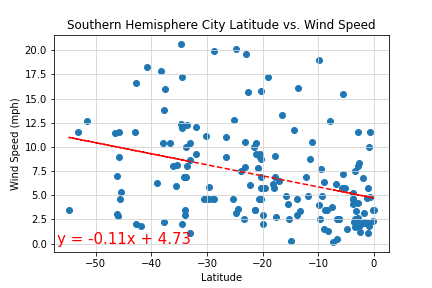 Southern Hemisphere City Latitude vs. Wind Speed
Wind Speed (mph)
20.0
17.5
15.0
12.5
10.0
7.5
5.0
2.5
0.0
y = -0.11x + 4.73
−50 −40 −30 −20 −10 0
Latitude